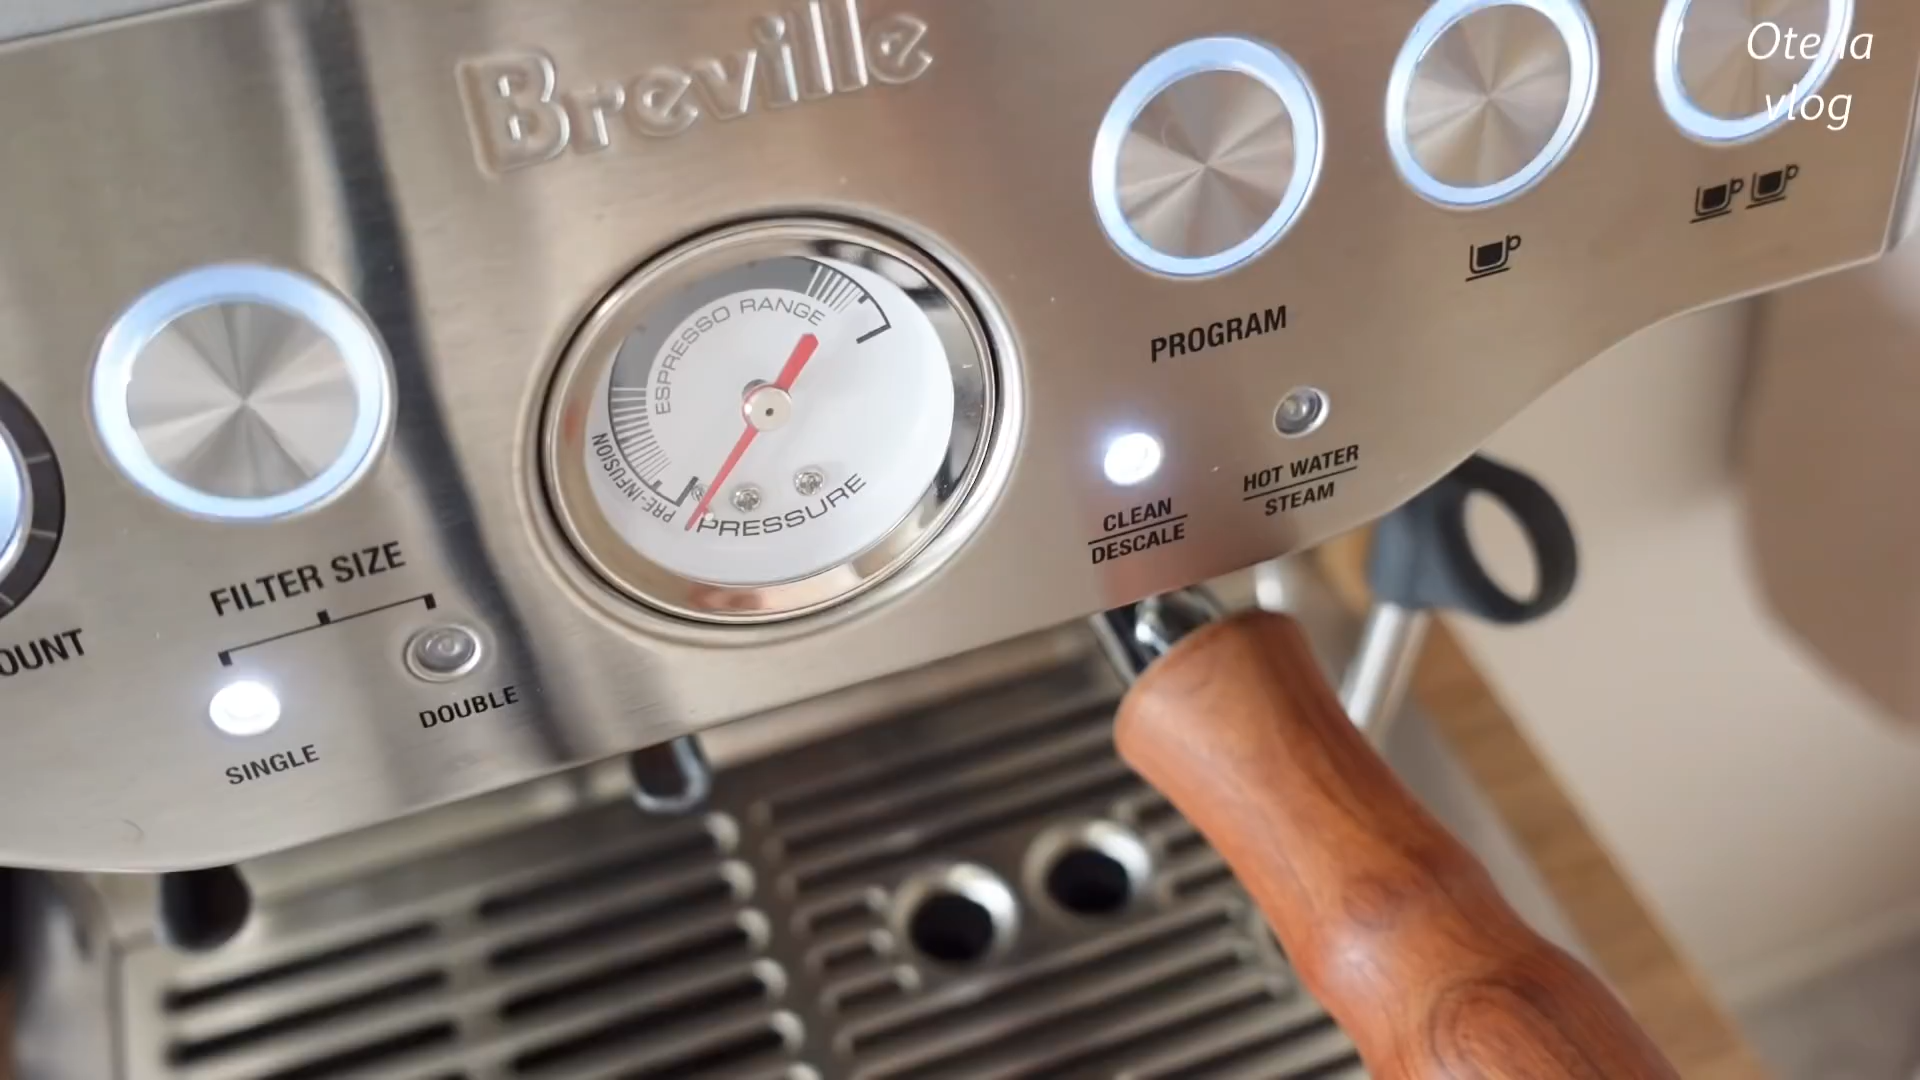 Breville
Otella
vlog
ESPRESSO RANGE
PRE-INFUSION
PRESSURE
PROGRAM
CLEAN
DESCALE
HOT WATER
STEAM
FILTER SIZE
SINGLE
DOUBLE
OUNT